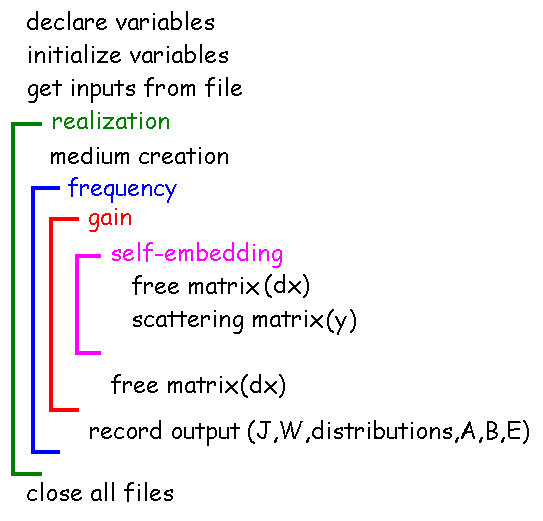 declare variables
initialize variables
get inputs from file
realization
medium creation
frequency
gain
self-embedding
free matrix(dx)
scattering matrix(y)
free matrix(dx)
record output (J,W,distributions,A,B,E)
close all files